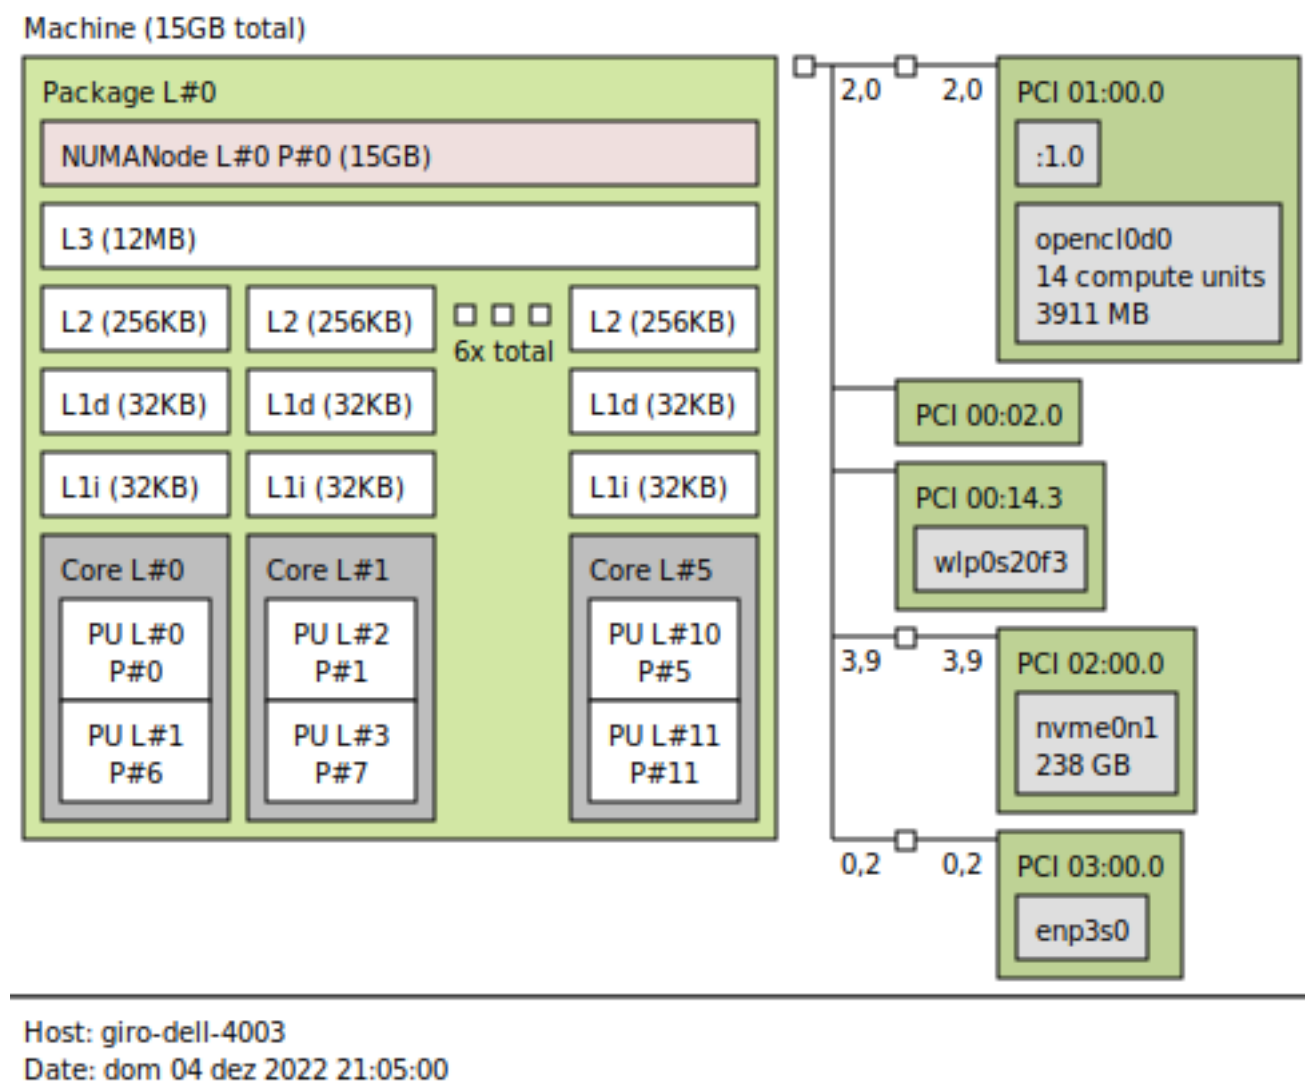 Machine (15GB total)
Package L#0
NUMANode L#0 P#0 (15GB)
L3 (12MB)
L2 (256KB)
L2 (256KB)
6x total
L2 (256KB)
L1d (32KB)
L1d (32KB)
L1d (32KB)
L1i (32KB)
L1i (32KB)
L1i (32KB)
Core L#0
PU L#0
P#0
PU L#1
P#6
Core L#1
PU L#2
P#1
PU L#3
P#7
Core L#5
PU L#10
P#5
PU L#11
P#11
2,0
2,0
PCI 01:00.0
:1.0
opencl0d0
14 compute units
3911 MB
PCI 00:02.0
PCI 00:14.3
wlp0s20f3
3,9
3,9
PCI 02:00.0
nvme0n1
238 GB
0,2
0,2
PCI 03:00.0
enp3s0
Host: giro-dell-4003
Date: dom 04 dez 2022 21:05:00